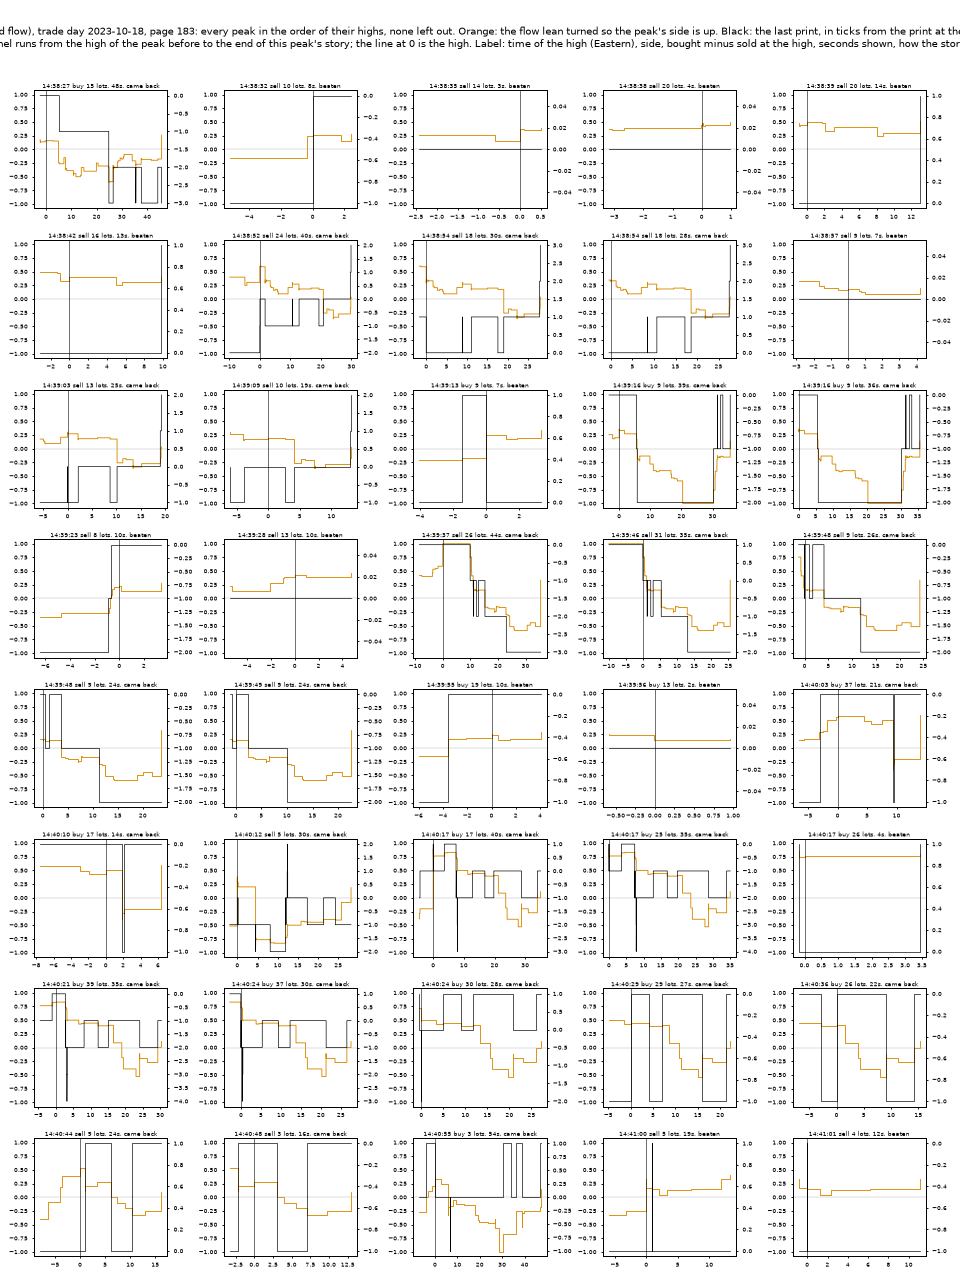 d flow), trade day 2023-10-18, page 183: every peak in the order of their highs, none left out. Orange: the flow lean turned so the peak's side is up. Black: the last print, in ticks from the print at the
nel runs from the high of the peak before to the end of this peak's story; the line at 0 is the high. Label: time of the high (Eastern), side, bought minus sold at the high, seconds shown, how the stor
14:38:27 buy 15 lots. 48s. came back
14:38:32 sell 10 lots. 8s. beaten
14:38:35 sell 14 lots. 3s. beaten
14:38:38 sell 20 lots. 4s. beaten
14:38:39 sell 20 lots. 14s. beaten
14:38:42 sell 16 lots. 13s. beaten
14:38:52 sell 24 lots. 40s. came back
14:38:54 sell 18 lots. 30s. came back
14:38:54 sell 18 lots. 28s. came back
14:38:57 sell 9 lots. 7s. beaten
14:39:03 sell 13 lots. 25s. came back
14:39:09 sell 10 lots. 19s. came back
14:39:13 buy 9 lots. 7s. beaten
14:39:16 buy 9 lots. 39s. came back
14:39:16 buy 9 lots. 36s. came back
14:39:23 sell 8 lots. 10s. beaten
14:39:28 sell 13 lots. 10s. beaten
14:39:37 sell 26 lots. 44s. came back
14:39:46 sell 31 lots. 35s. came back
14:39:48 sell 9 lots. 26s. came back
14:39:48 sell 9 lots. 24s. came back
14:39:49 sell 9 lots. 24s. came back
14:39:55 buy 19 lots. 10s. beaten
14:39:56 buy 13 lots. 2s. beaten
14:40:03 buy 37 lots. 21s. came back
14:40:10 buy 17 lots. 14s. came back
14:40:12 sell 5 lots. 30s. came back
14:40:17 buy 17 lots. 40s. came back
14:40:17 buy 25 lots. 35s. came back
14:40:17 buy 26 lots. 4s. beaten
14:40:21 buy 39 lots. 35s. came back
14:40:24 buy 37 lots. 30s. came back
14:40:24 buy 30 lots. 28s. came back
14:40:29 buy 29 lots. 27s. came back
14:40:36 buy 26 lots. 22s. came back
14:40:44 sell 9 lots. 24s. came back
14:40:48 sell 3 lots. 16s. came back
14:40:55 buy 3 lots. 54s. came back
14:41:00 sell 9 lots. 19s. beaten
14:41:01 sell 4 lots. 12s. beaten